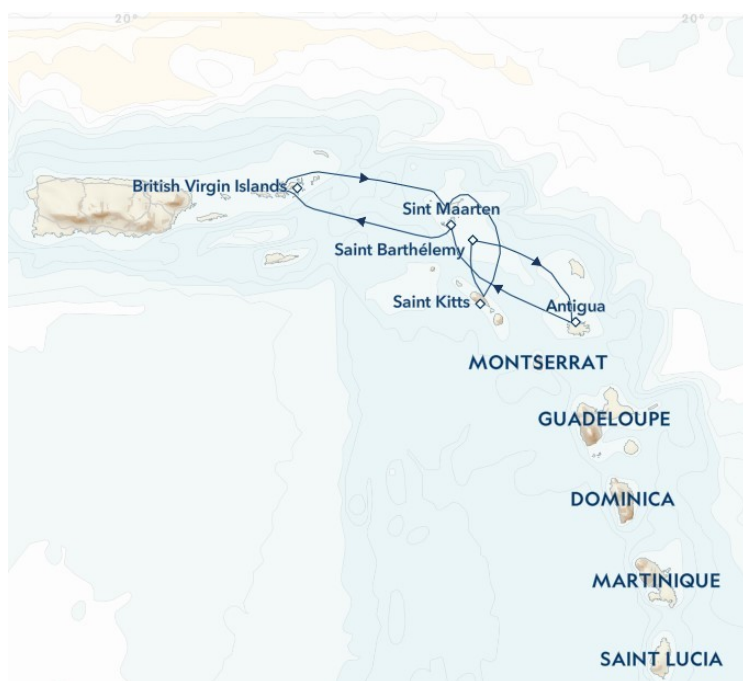 20°
20°
British Virgin Islands
Sint Maarten
Saint Barthélemy
Saint Kitts
Antigua
MONTSERRAT
GUADELOUPE
DOMINICA
MARTINIQUE
SAINT LUCIA